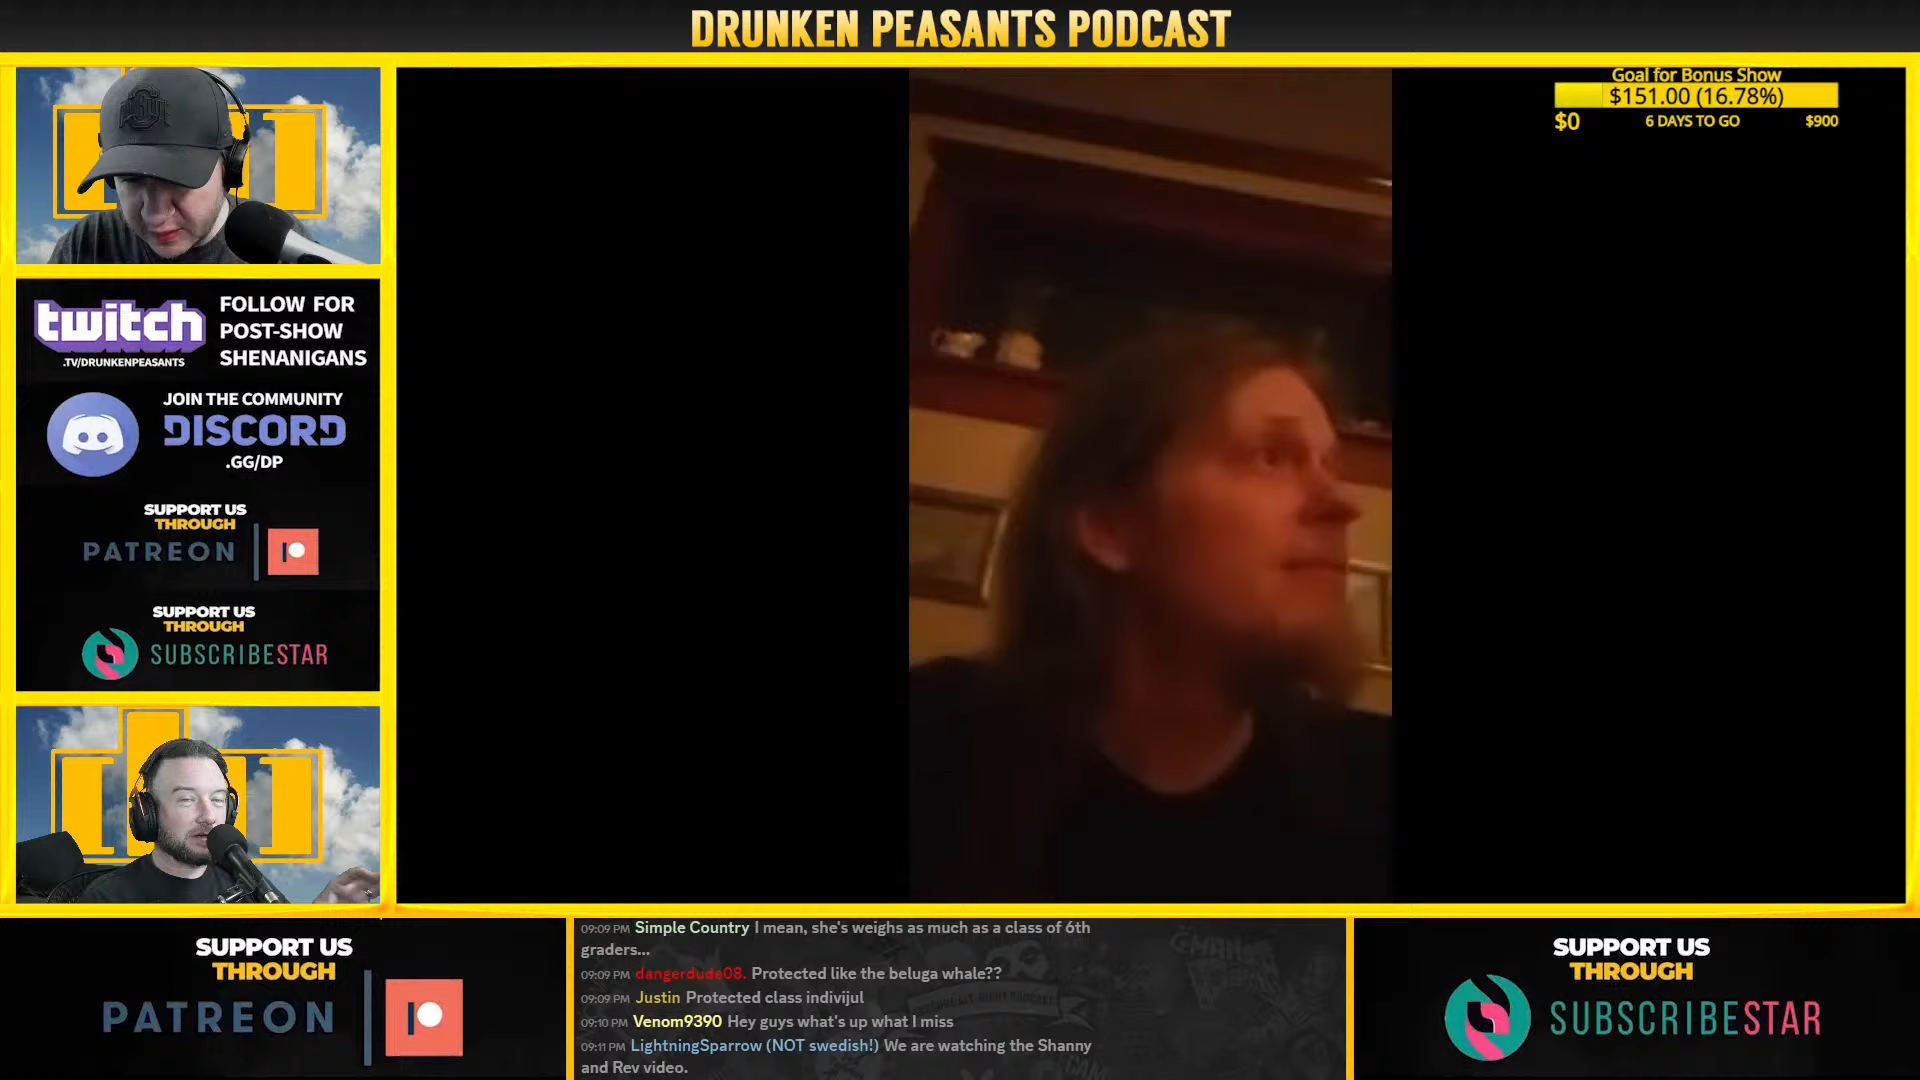 DRUNKEN PEASANTS PODCAST
Goal for Bonus Show
$151.00 (16.78%)
$0 6 DAYS TO GO $900
twitch
.TV/DRUNKENPEASANTS
FOLLOW FOR
POST-SHOW
SHENANIGANS
JOIN THE COMMUNITY
DISCORD
.GG/DP
SUPPORT US
THROUGH
PATREON
SUPPORT US
THROUGH
SUBSCRIBESTAR
SUPPORT US
THROUGH
PATREON
09:09 PM Simple Country I mean, she's weighs as much as a class of 6th
graders...
09:09 PM dangerdude08. Protected like the beluga whale??
09:09 PM Justin Protected class indivijul
09:10 PM Venom9390 Hey guys what's up what I miss
09:11 PM LightningSparrow (NOT swedish!) We are watching the Shanny
and Rev video.
SUPPORT US
THROUGH
SUBSCRIBESTAR